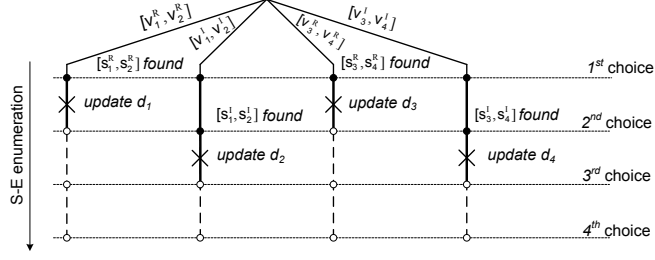 [v₁ᴿ, v₂ᴿ]
[v₁ᴵ, v₂ᴵ]
[v₃ᴿ, v₄ᴿ]
[v₃ᴵ, v₄ᴵ]
[s₁ᴿ, s₂ᴿ] found
[s₃ᴿ, s₄ᴿ] found
1ˢᵗ choice
update d₁
update d₃
[s₁ᴵ, s₂ᴵ] found
[s₃ᴵ, s₄ᴵ] found
2ⁿᵈ choice
update d₂
update d₄
3ʳᵈ choice
4ᵗʰ choice
S-E enumeration